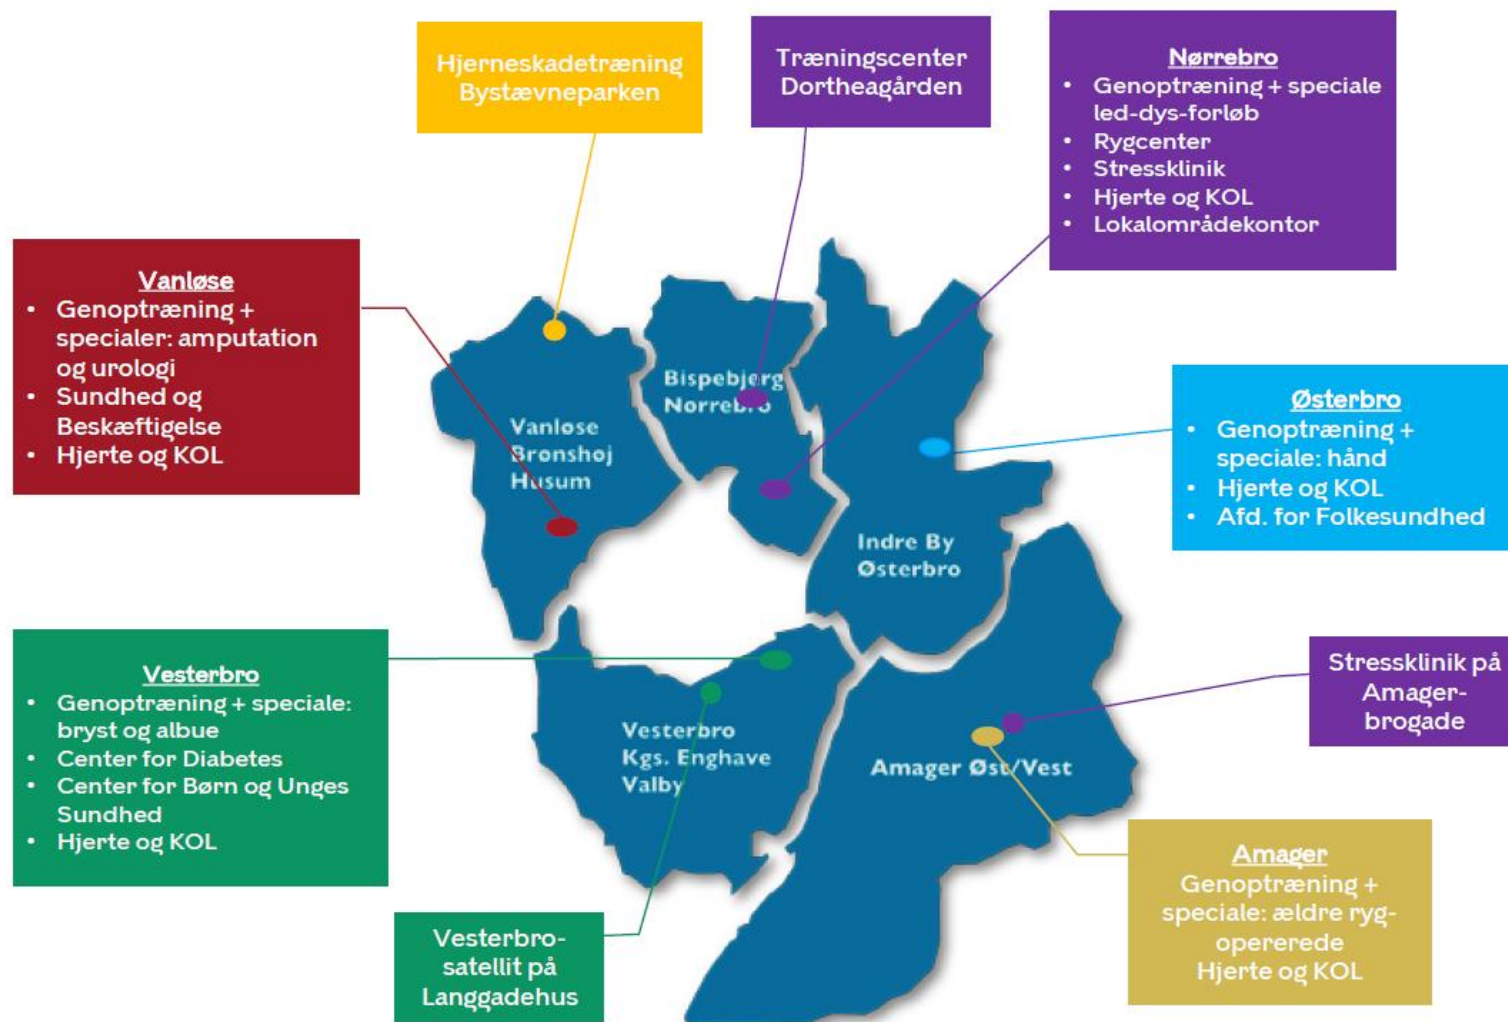 Hjerneskadetræning
Bystævneparken
Træningscenter
Dortheagården
Nørrebro
• Genoptræning + speciale
led-dys-forløb
• Rygcenter
• Stressklinik
• Hjerte og KOL
• Lokalområdekontor
Vanløse
• Genoptræning +
specialer: amputation
og urologi
• Sundhed og
Beskæftigelse
• Hjerte og KOL
Bispebjerg
Nørrebro
Vanløse
Brønshøj
Husum
Østerbro
• Genoptræning +
speciale: hånd
• Hjerte og KOL
• Afd. for Folkesundhed
Indre By
Østerbro
Vesterbro
• Genoptræning + speciale:
bryst og albue
• Center for Diabetes
• Center for Børn og Unges
Sundhed
• Hjerte og KOL
Vesterbro
Kgs. Enghave
Valby
Amager Øst/Vest
Stressklinik på
Amager-
brogade
Amager
Genoptræning +
speciale: ældre ryg-
opererede
Hjerte og KOL
Vesterbro-
satellit på
Langgadehus